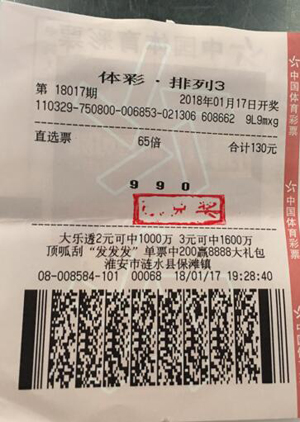 中国体育彩票
体彩·排列3
第 18017期 2018年01月17日开奖
110329-750800-006853-021306 608662 9L9mxg
直选票 65倍 合计130元
9 9 0
大乐透2元可中1000万 3元可中1600万
顶呱刮“发发发”单票中200赢8888大礼包
淮安市涟水县保滩镇
08-008584-101 00068 18/01/17 19:28:40
中国体育彩票
中国体育彩票